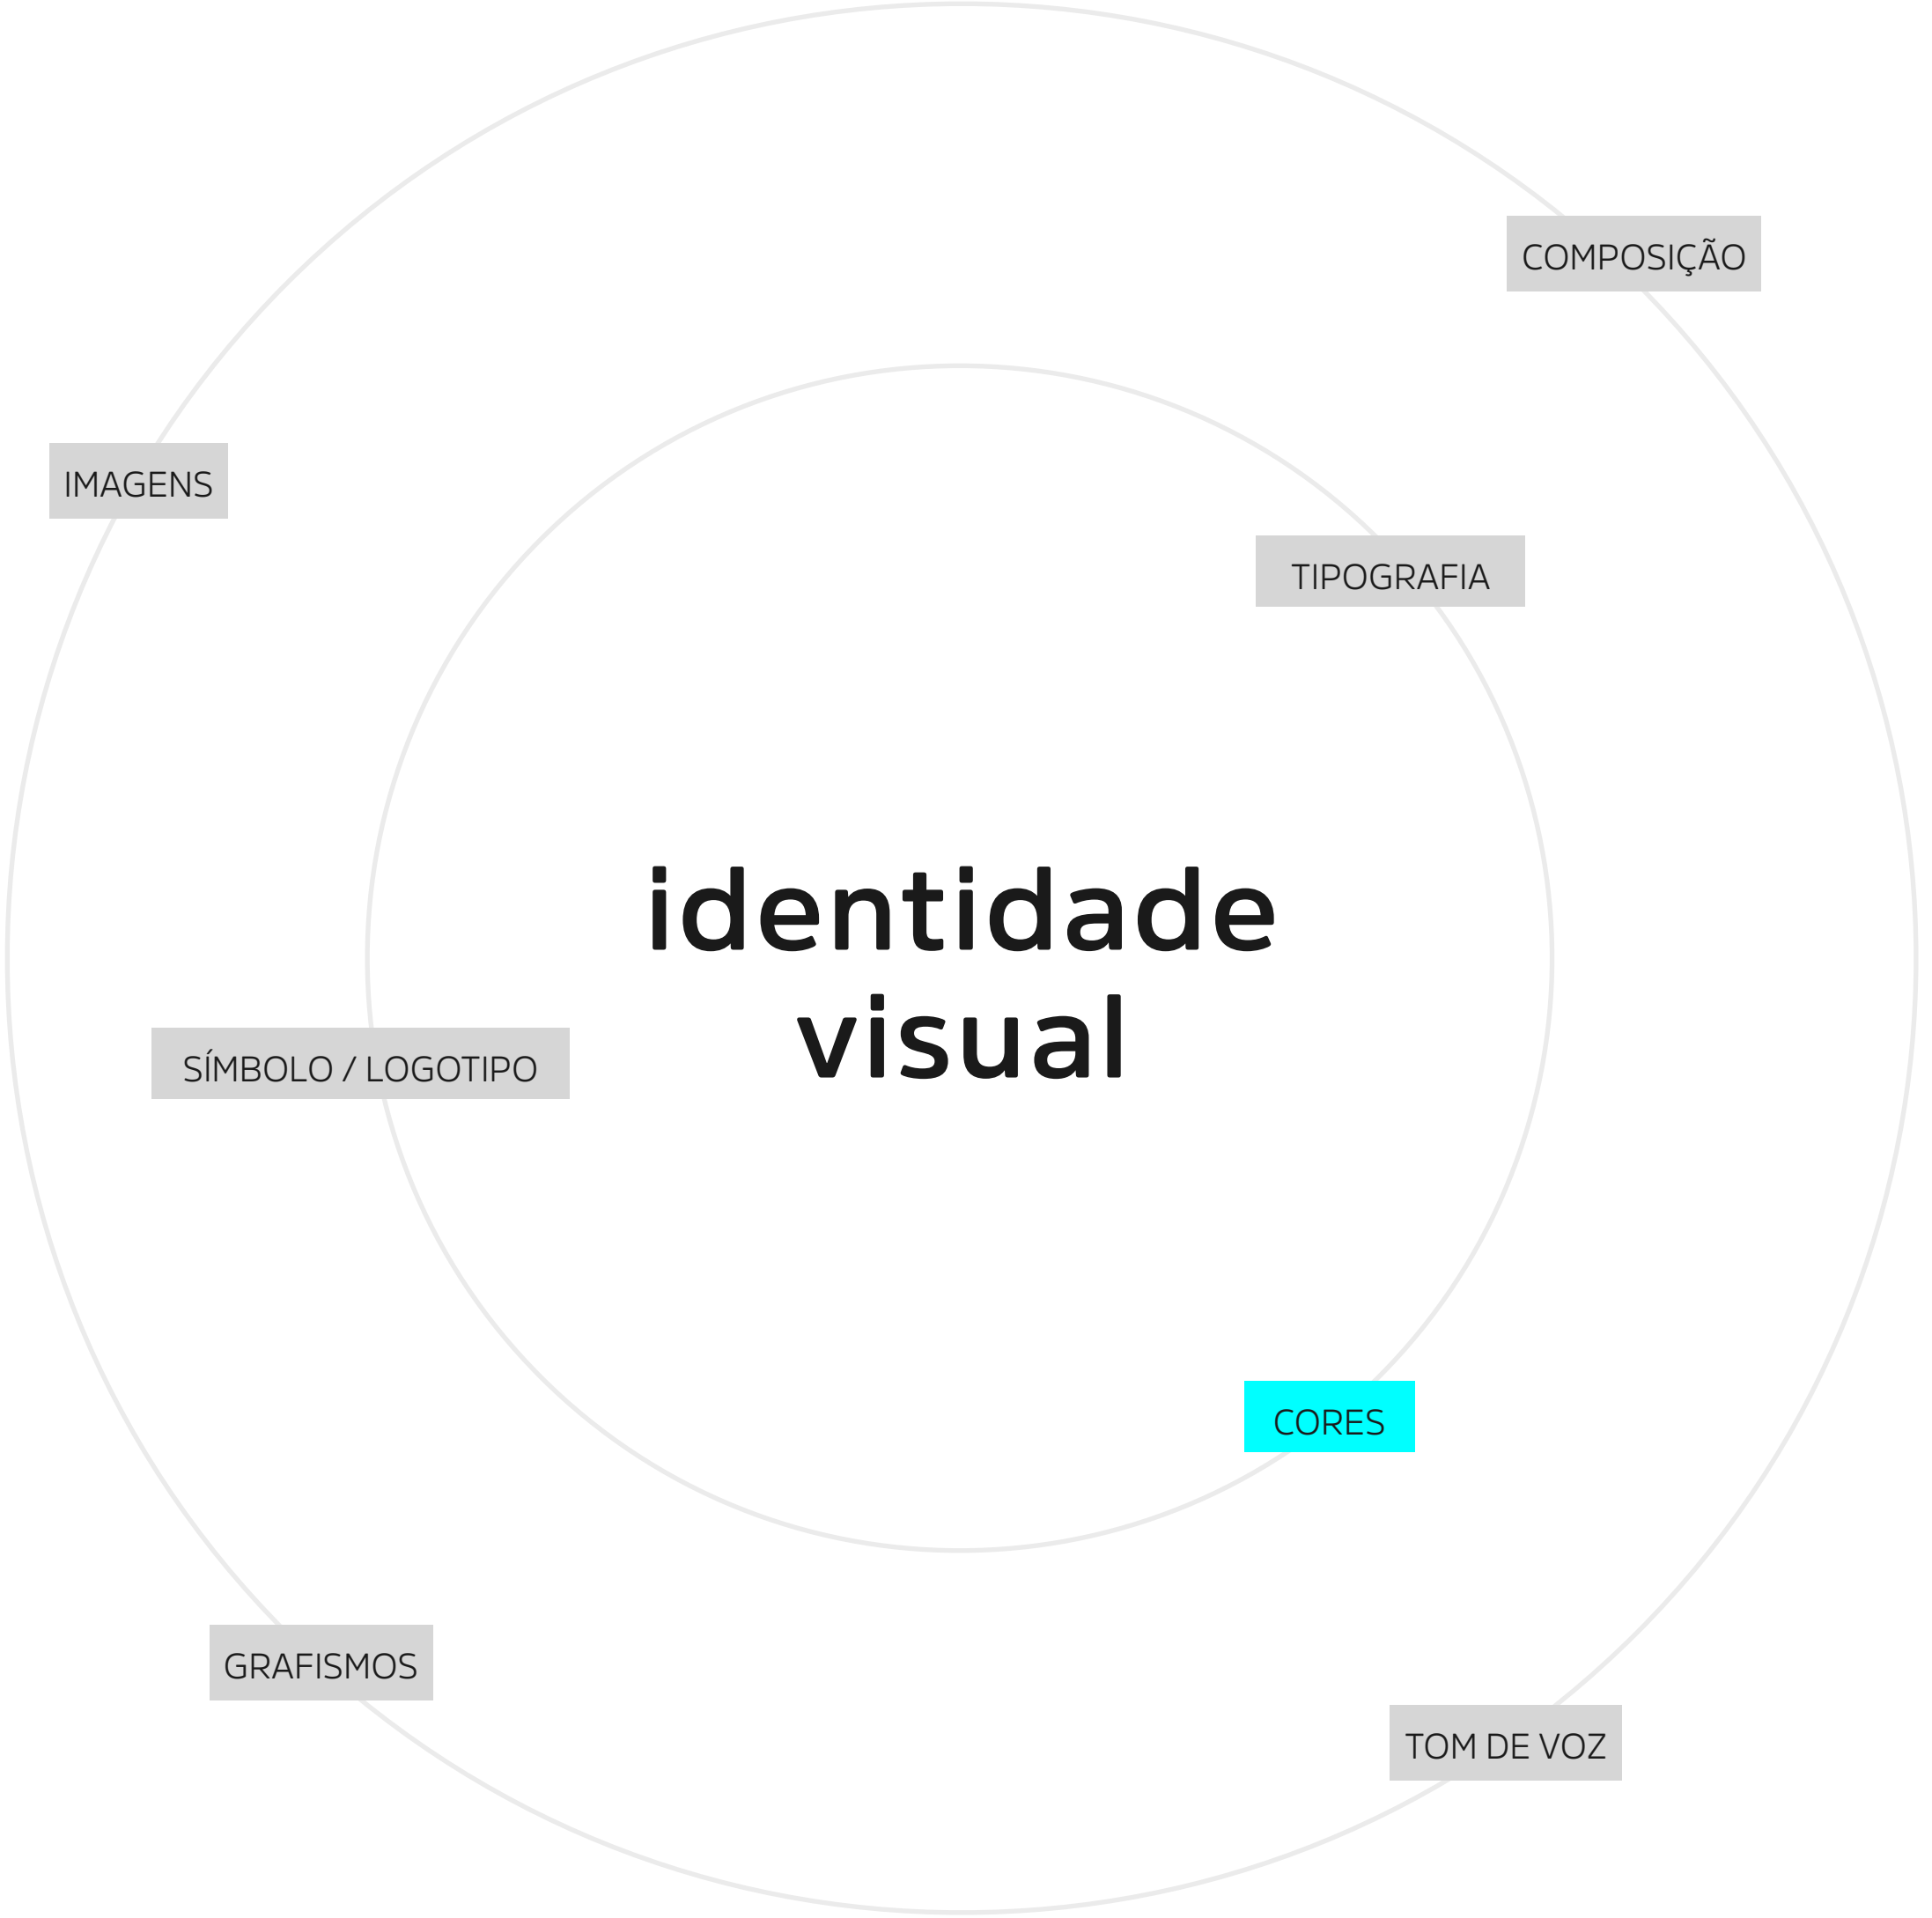 COMPOSIÇÃO
IMAGENS
TIPOGRAFIA
identidade
visual
SÍMBOLO / LOGOTIPO
CORES
GRAFISMOS
TOM DE VOZ